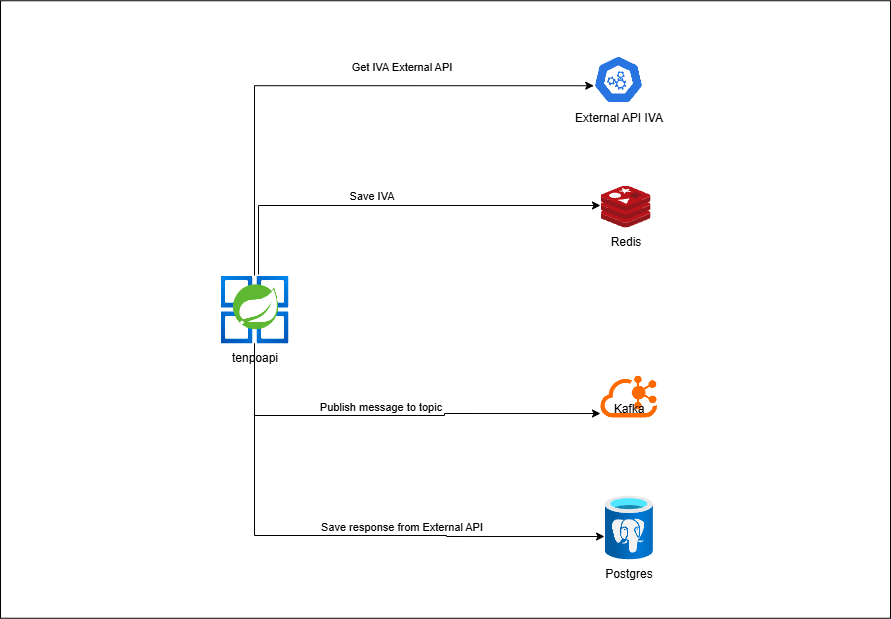 Get IVA External API
External API IVA
Save IVA
Redis
tenpoapi
Publish message to topic
Kafka
Save response from External API
Postgres